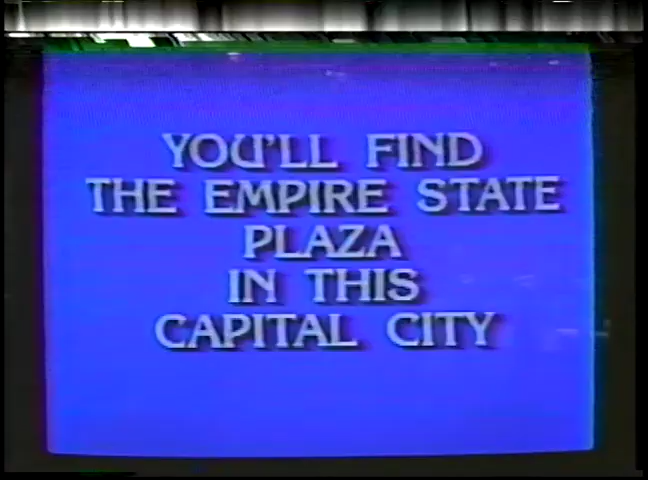 YOU'LL FIND
THE EMPIRE STATE
PLAZA
IN THIS
CAPITAL CITY